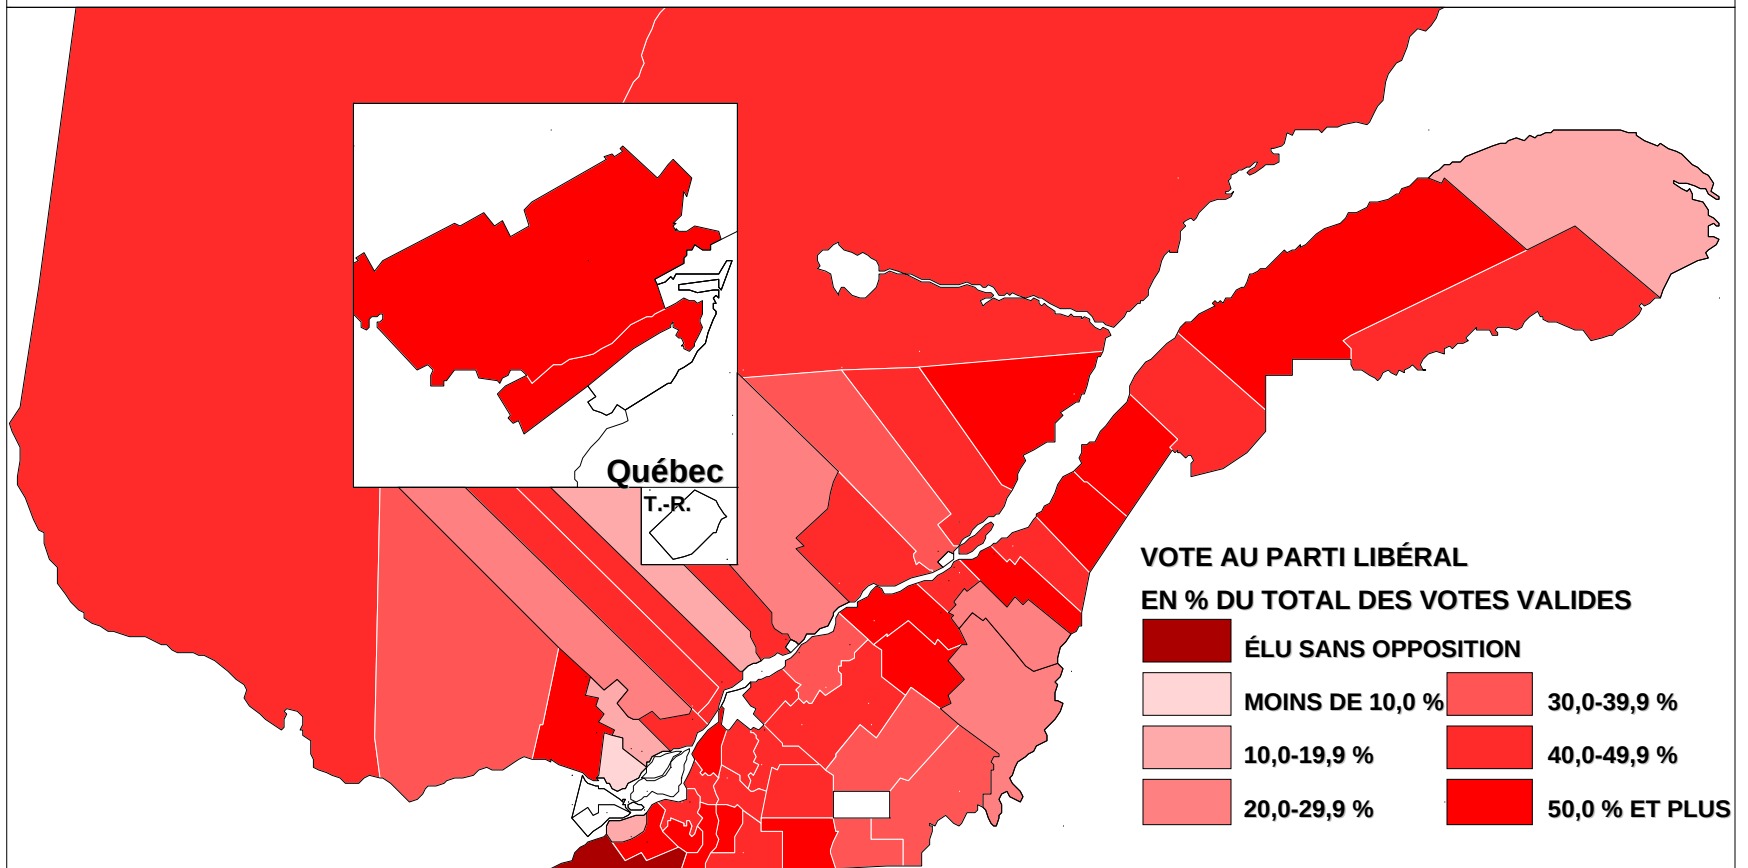 Québec
T.-R.
VOTE AU PARTI LIBÉRAL
EN % DU TOTAL DES VOTES VALIDES
ÉLU SANS OPPOSITION
MOINS DE 10,0 %
30,0-39,9 %
10,0-19,9 %
40,0-49,9 %
20,0-29,9 %
50,0 % ET PLUS